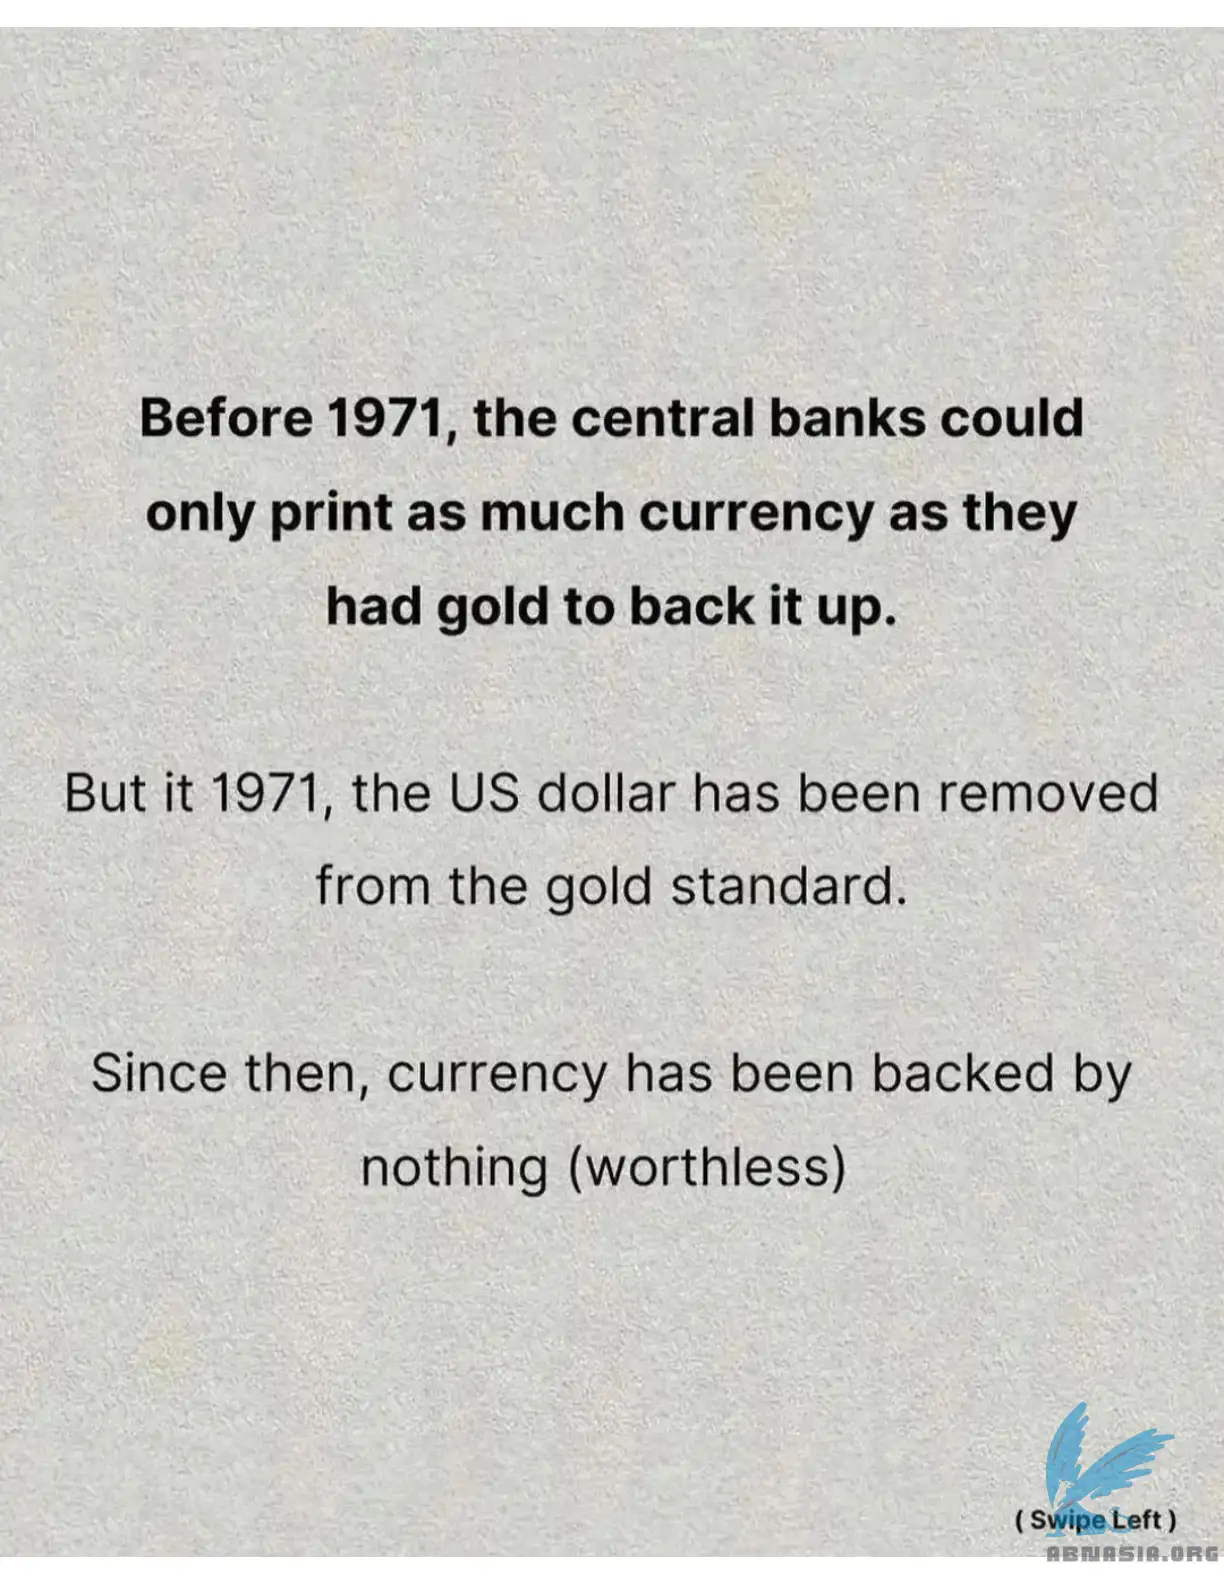 Before 1971, the central banks could
only print as much currency as they
had gold to back it up.
But it 1971, the US dollar has been removed
from the gold standard.
Since then, currency has been backed by
nothing (worthless)
( Swipe Left )
ABNASIA.ORG